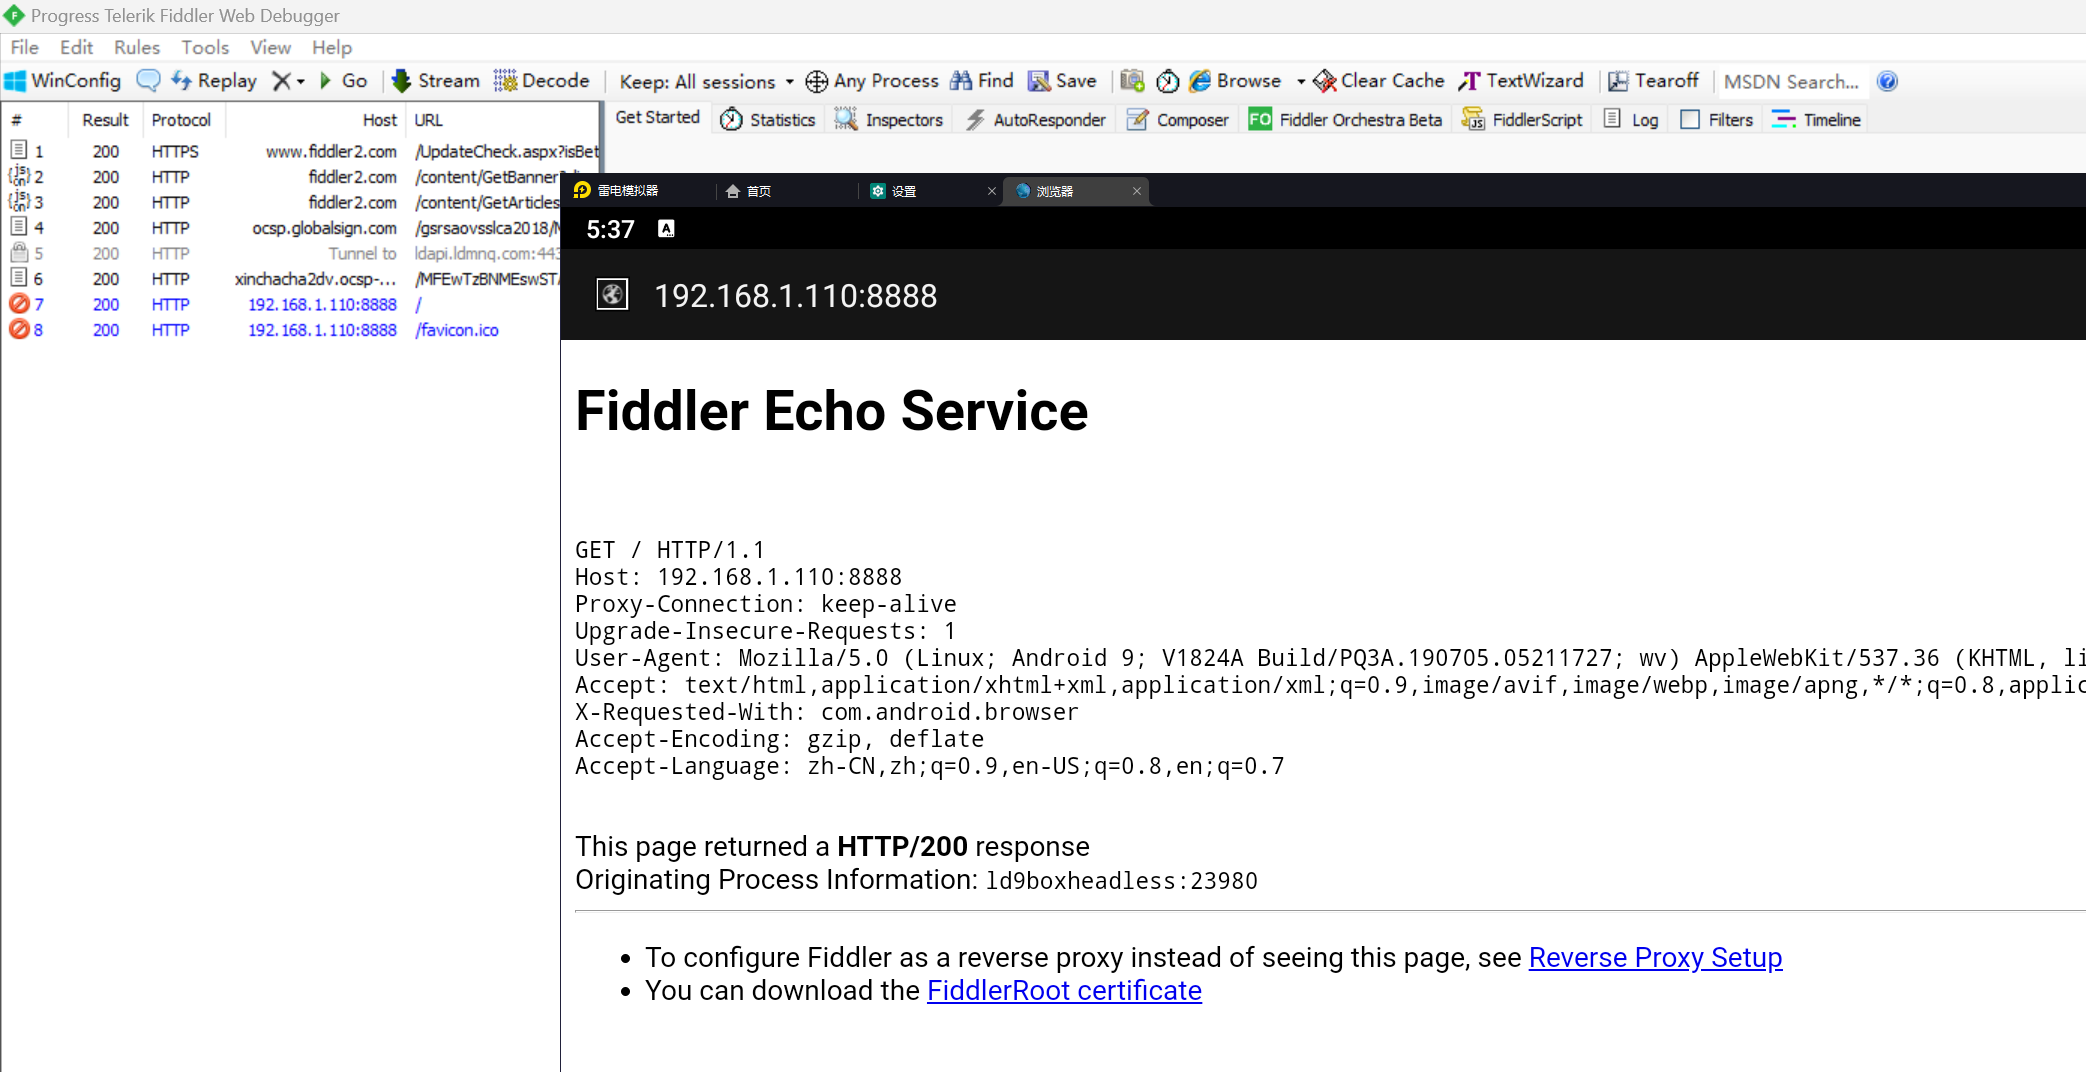 Progress Telerik Fiddler Web Debugger
File Edit Rules Tools View Help
WinConfig Replay Go Stream Decode Keep: All sessions Any Process Find Save Browse Clear Cache TextWizard Tearoff MSDN Search...
Get Started Statistics Inspectors AutoResponder Composer FO Fiddler Orchestra Beta FiddlerScript Log Filters Timeline
# Result Protocol Host URL
1 200 HTTPS www.fiddler2.com /UpdateCheck.aspx?isBet
2 200 HTTP fiddler2.com /content/GetBanner
3 200 HTTP fiddler2.com /content/GetArticles
4 200 HTTP ocsp.globalsign.com /gsrsaovsslca2018/
5 200 HTTP Tunnel to ldapi.ldmnq.com:443
6 200 HTTP xinchacha2dv.ocsp-... /MFEwTzBNMEswST
7 200 HTTP 192.168.1.110:8888 /
8 200 HTTP 192.168.1.110:8888 /favicon.ico
雷电模拟器 首页 设置 浏览器
5:37 A
192.168.1.110:8888
Fiddler Echo Service
GET / HTTP/1.1
Host: 192.168.1.110:8888
Proxy-Connection: keep-alive
Upgrade-Insecure-Requests: 1
User-Agent: Mozilla/5.0 (Linux; Android 9; V1824A Build/PQ3A.190705.05211727; wv) AppleWebKit/537.36 (KHTML, li
Accept: text/html,application/xhtml+xml,application/xml;q=0.9,image/avif,image/webp,image/apng,*/*;q=0.8,applic
X-Requested-With: com.android.browser
Accept-Encoding: gzip, deflate
Accept-Language: zh-CN,zh;q=0.9,en-US;q=0.8,en;q=0.7
This page returned a HTTP/200 response
Originating Process Information: ld9boxheadless:23980
• To configure Fiddler as a reverse proxy instead of seeing this page, see Reverse Proxy Setup
• You can download the FiddlerRoot certificate